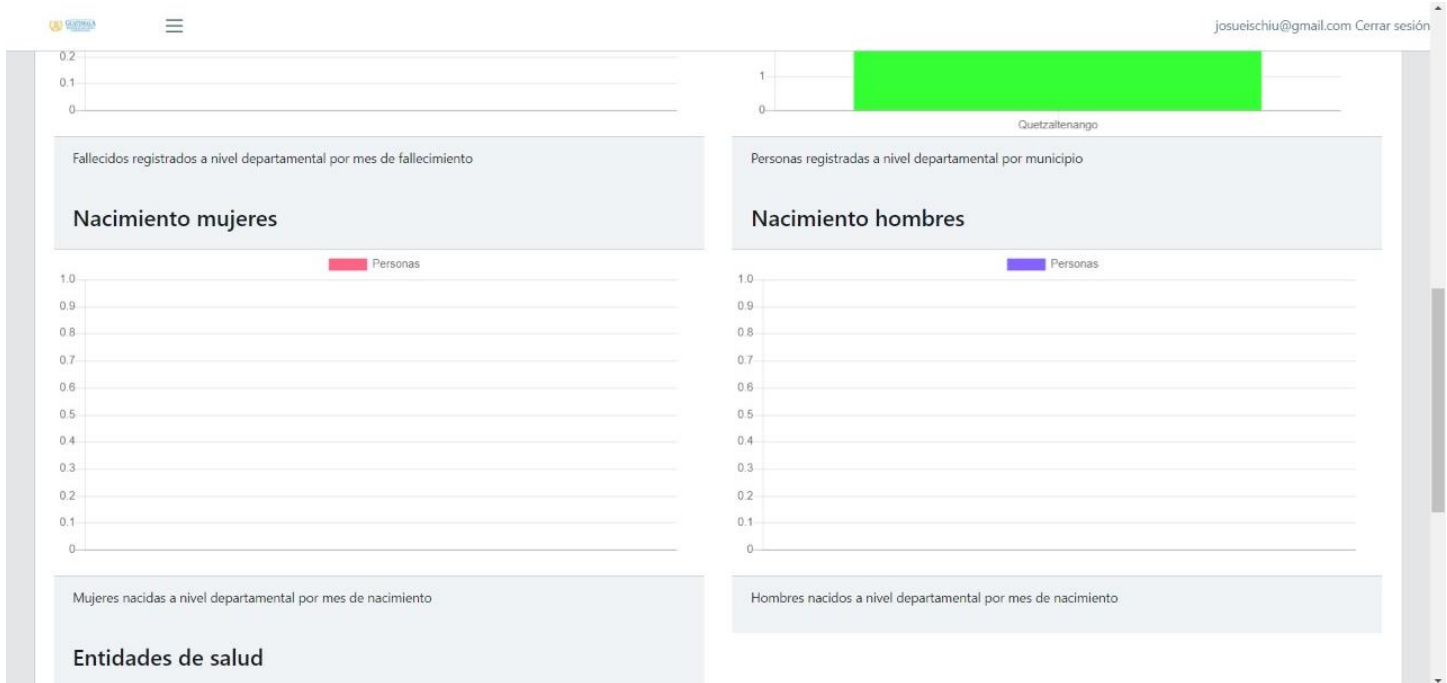 GUATEMALA
josueischiu@gmail.com Cerrar sesión
0.2
0.1
0
1
0
Quetzaltenango
Fallecidos registrados a nivel departamental por mes de fallecimiento
Personas registradas a nivel departamental por municipio
Nacimiento mujeres
Nacimiento hombres
Personas
1.0
0.9
0.8
0.7
0.6
0.5
0.4
0.3
0.2
0.1
0
Personas
1.0
0.9
0.8
0.7
0.6
0.5
0.4
0.3
0.2
0.1
0
Mujeres nacidas a nivel departamental por mes de nacimiento
Hombres nacidos a nivel departamental por mes de nacimiento
Entidades de salud